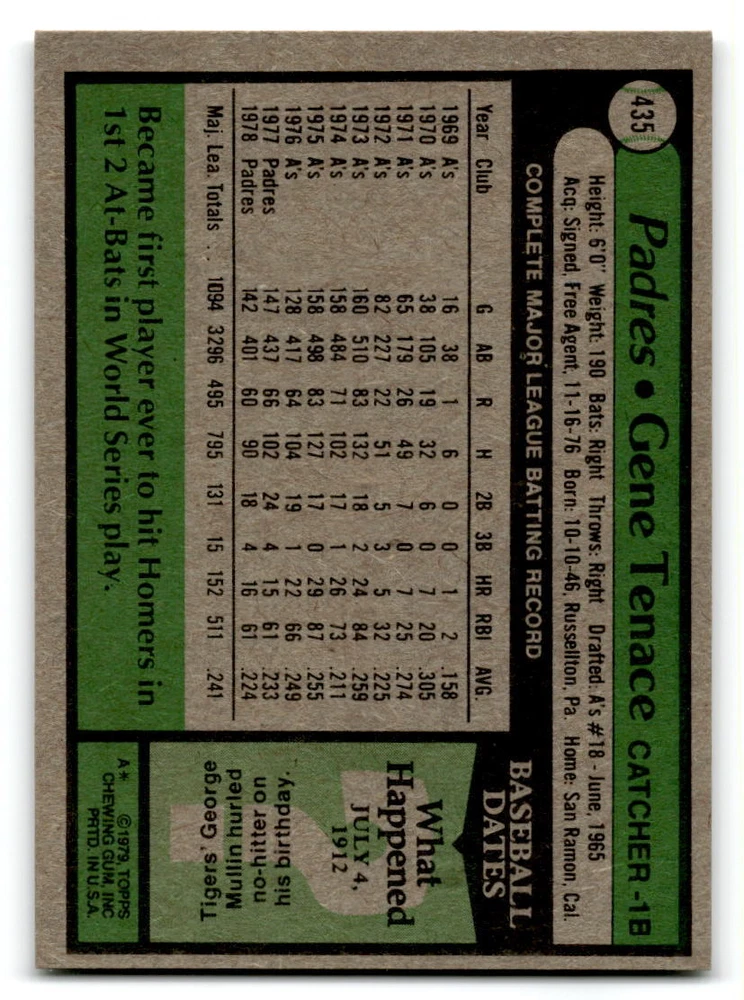 435
Padres • Gene Tenace CATCHER-1B
Height: 6'0" Weight: 190 Bats: Right Throws: Right Drafted: A's #18 - June, 1965
Acq: Signed, Free Agent, 11-16-76 Born: 10-10-46, Russellton, Pa. Home: San Ramon, Cal.
COMPLETE MAJOR LEAGUE BATTING RECORD
Year Club G AB R H 2B 3B HR RBI AVG.
1969 A's 16 38 1 6 0 0 1 2 .158
1970 A's 38 105 19 32 6 0 7 20 .305
1971 A's 65 179 26 49 7 0 7 25 .274
1972 A's 82 227 22 51 5 3 5 32 .225
1973 A's 160 510 83 132 18 2 24 84 .259
1974 A's 158 484 71 102 17 1 26 73 .211
1975 A's 158 498 83 127 17 0 29 87 .255
1976 A's 128 417 64 104 19 1 22 66 .249
1977 Padres 147 437 66 102 24 4 15 61 .233
1978 Padres 142 401 60 90 18 4 16 61 .224
Maj. Lea. Totals . . 1094 3296 495 795 131 15 152 511 .241
Became first player ever to hit Homers in
1st 2 At-Bats in World Series play.
BASEBALL
DATES
What
Happened
JULY 4,
1912
his birthday,
no-hitter on
Mullin hurled
Tigers, George
A* ©1979, TOPPS
CHEWING GUM, INC
PRTD. IN U.S.A.